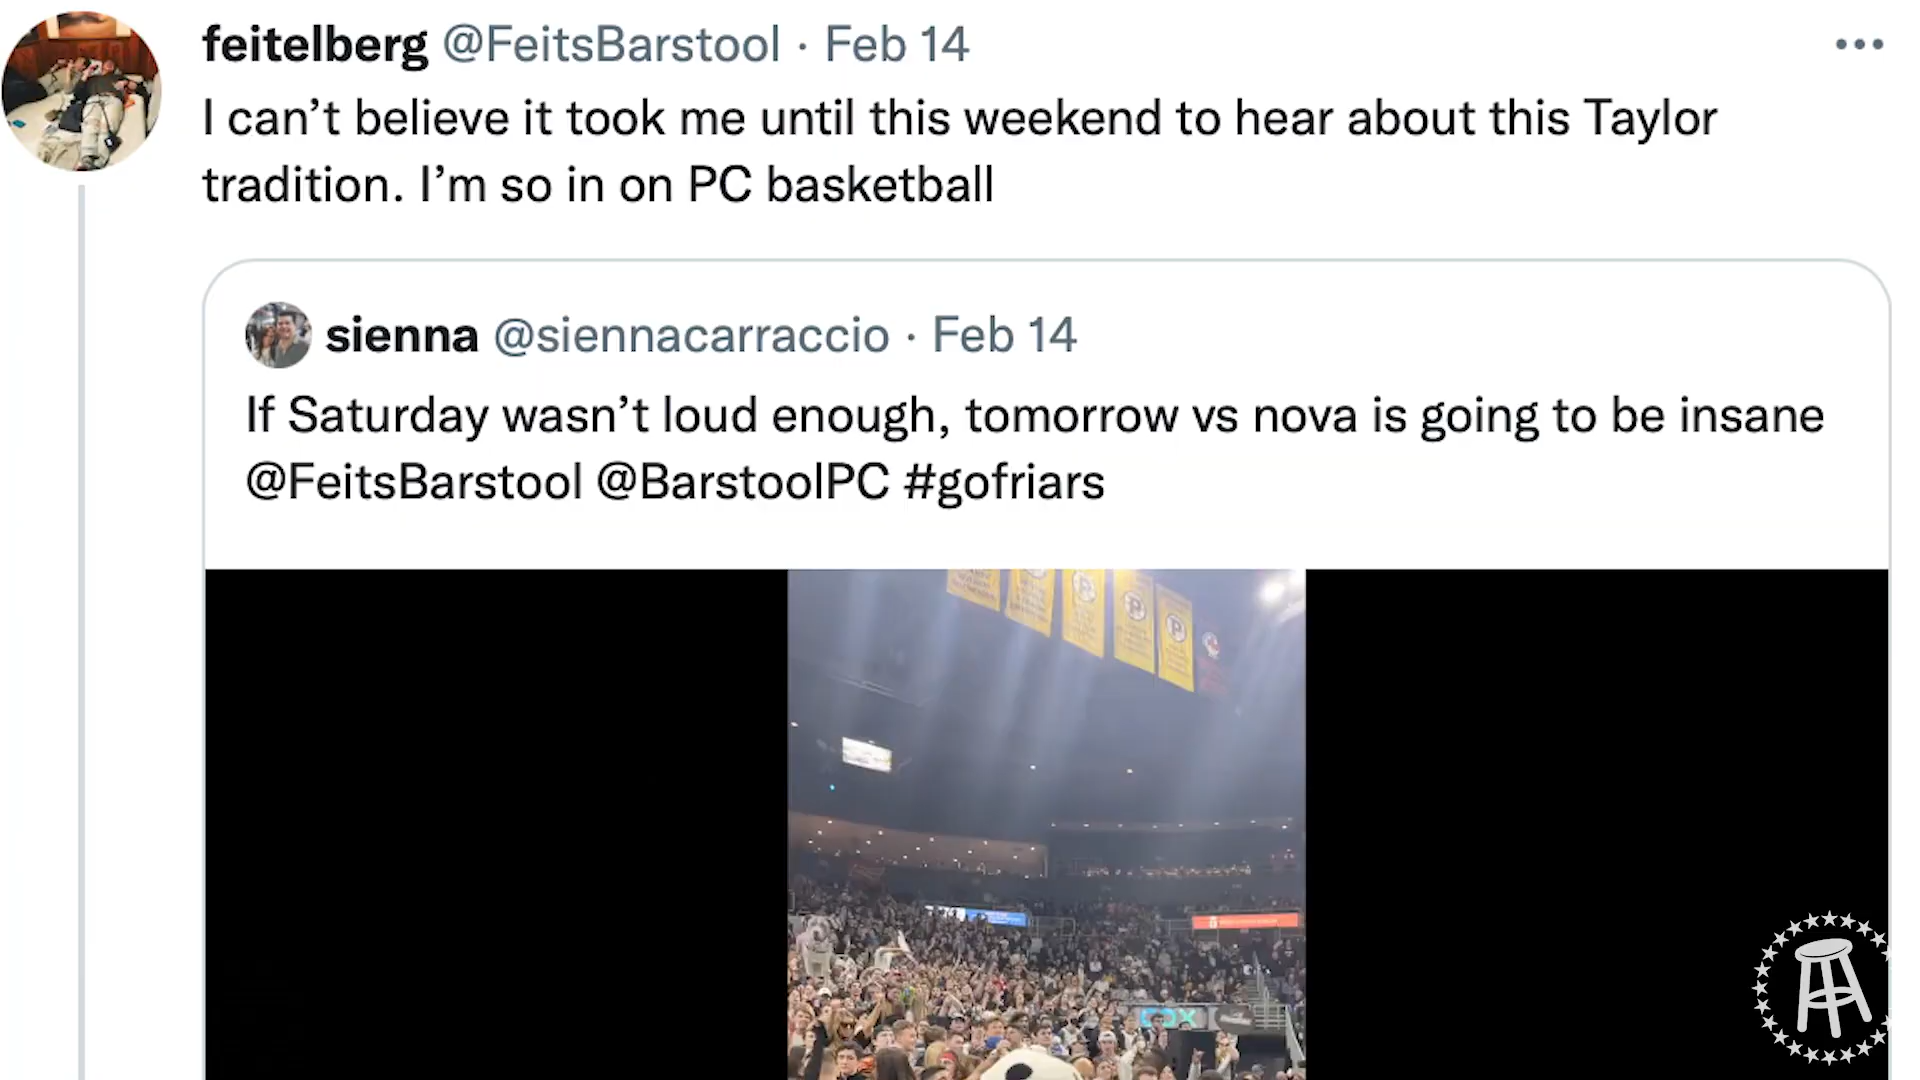 feitelberg @FeitsBarstool · Feb 14
I can’t believe it took me until this weekend to hear about this Taylor
tradition. I’m so in on PC basketball
sienna @siennacarraccio · Feb 14
If Saturday wasn’t loud enough, tomorrow vs nova is going to be insane
@FeitsBarstool @BarstoolPC #gofriars
P
P
P
COX